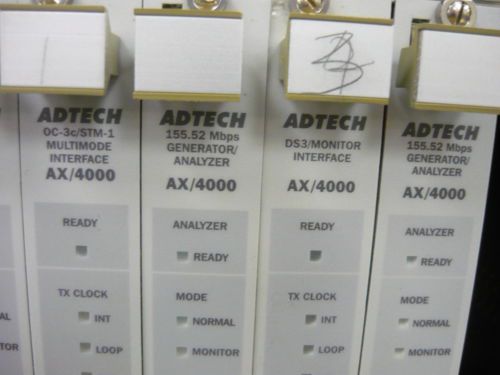 ADTECH
OC-3c/STM-1
MULTIMODE
INTERFACE
AX/4000
READY
TX CLOCK
INT
LOOP
ADTECH
155.52 Mbps
GENERATOR/
ANALYZER
AX/4000
ANALYZER
READY
MODE
NORMAL
MONITOR
ADTECH
DS3/MONITOR
INTERFACE
AX/4000
READY
TX CLOCK
INT
LOOP
ADTECH
155.52 Mbps
GENERATOR/
ANALYZER
AX/4000
ANALYZER
READY
MODE
NORMAL
MONITOR